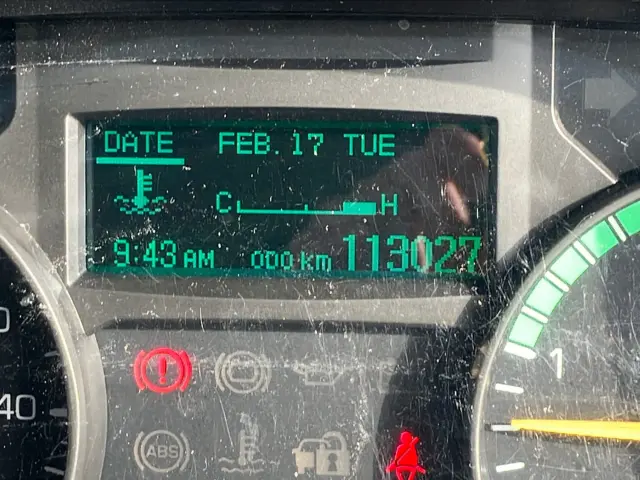 DATE FEB.17 TUE
C H
9:43 AM ODO km 113027
1
40
ABS